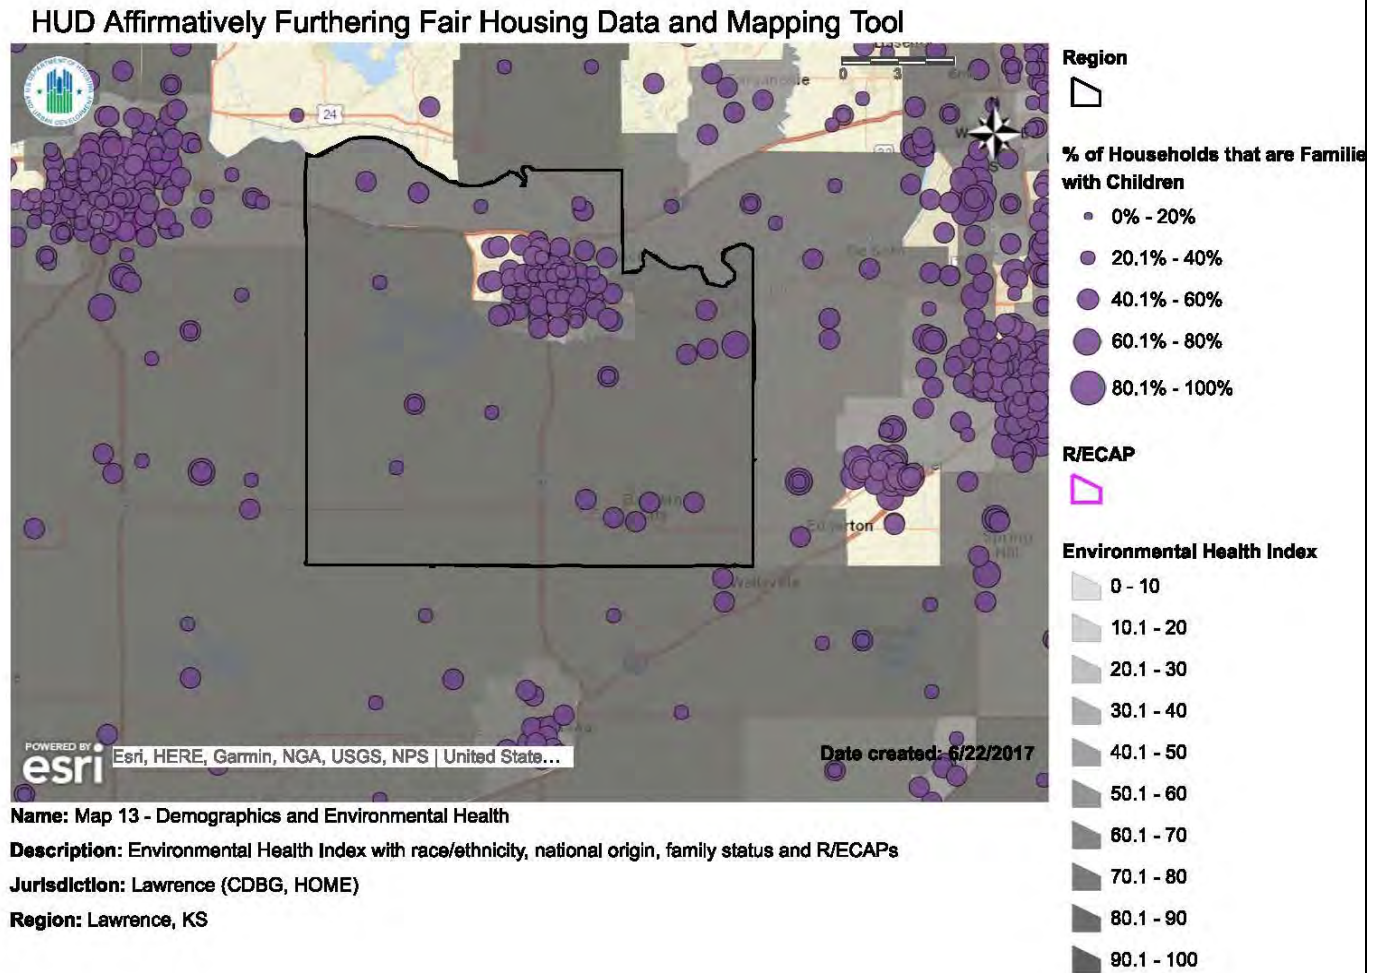 HUD Affirmatively Furthering Fair Housing Data and Mapping Tool
24
0 3
W
S
Edgerton
Spring
Hill
Wellsville
POWERED BY
esri
Esri, HERE, Garmin, NGA, USGS, NPS | United State...
Date created: 6/22/2017
Name: Map 13 - Demographics and Environmental Health
Description: Environmental Health Index with race/ethnicity, national origin, family status and R/ECAPs
Jurisdiction: Lawrence (CDBG, HOME)
Region: Lawrence, KS
Region
% of Households that are Familie
with Children
0% - 20%
20.1% - 40%
40.1% - 60%
60.1% - 80%
80.1% - 100%
R/ECAP
Environmental Health Index
0 - 10
10.1 - 20
20.1 - 30
30.1 - 40
40.1 - 50
50.1 - 60
60.1 - 70
70.1 - 80
80.1 - 90
90.1 - 100